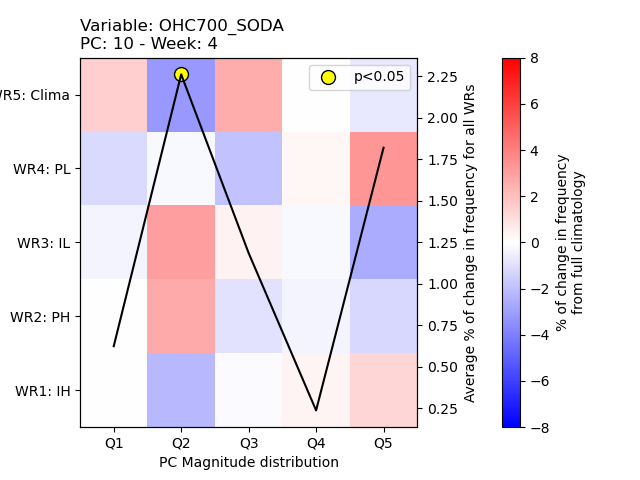 Variable: OHC700_SODA
PC: 10 - Week: 4
p<0.05
WR5: Clima
WR4: PL
WR3: IL
WR2: PH
WR1: IH
Q1 Q2 Q3 Q4 Q5
PC Magnitude distribution
2.25
2.00
1.75
1.50
1.25
1.00
0.75
0.50
0.25
Average % of change in frequency for all WRs
8
6
4
2
0
−2
−4
−6
−8
% of change in frequency
from full climatology